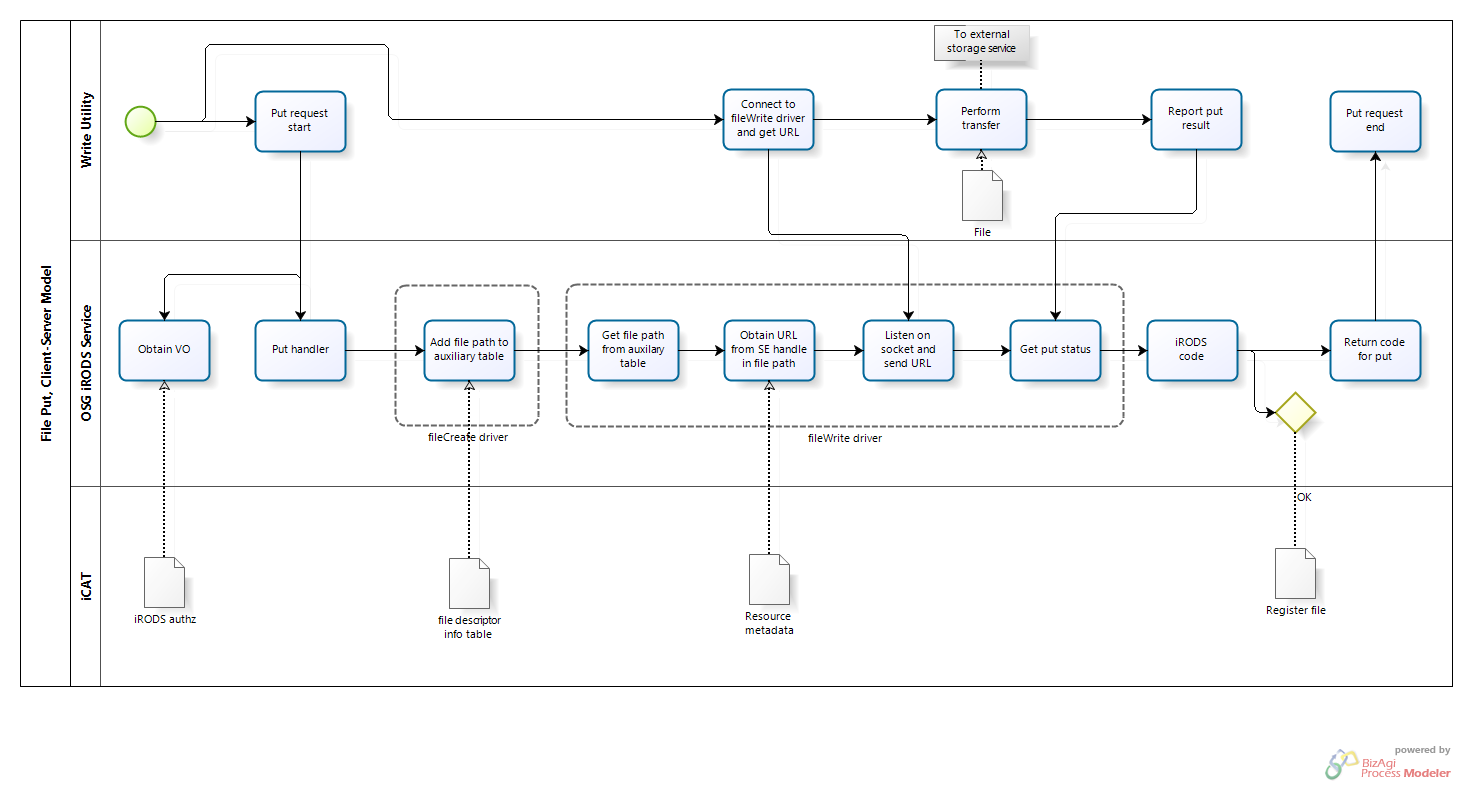 File Put, Client-Server Model
Write Utility
To external
storage service
Put request
start
Connect to
fileWrite driver
and get URL
Perform
transfer
Report put
result
Put request
end
File
OSG iRODS Service
Obtain VO
Put handler
Add file path to
auxiliary table
Get file path
from auxilary
table
Obtain URL
from SE handle
in file path
Listen on
socket and
send URL
Get put status
iRODS
code
Return code
for put
fileCreate driver
fileWrite driver
OK
iCAT
iRODS authz
file descriptor
info table
Resource
metadata
Register file
powered by
BizAgi
Process Modeler